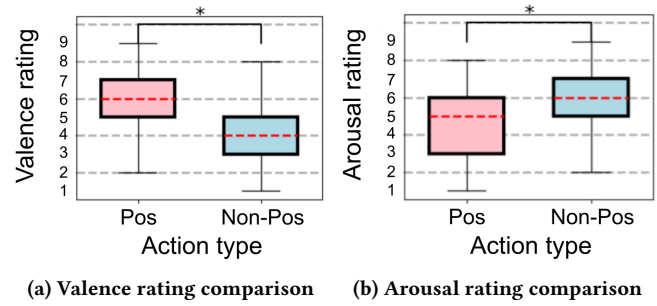 *
Valence rating
9
8
7
6
5
4
3
2
1
Pos Non-Pos
Action type
(a) Valence rating comparison
*
Arousal rating
9
8
7
6
5
4
3
2
1
Pos Non-Pos
Action type
(b) Arousal rating comparison